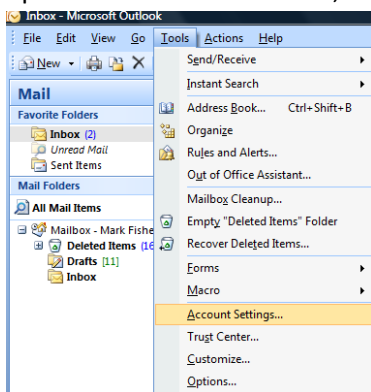 Inbox - Microsoft Outlook
File Edit View Go Tools Actions Help
New
Send/Receive
Instant Search
Address Book... Ctrl+Shift+B
Organize
Rules and Alerts...
Out of Office Assistant...
Mailbox Cleanup...
Empty "Deleted Items" Folder
Recover Deleted Items...
Forms
Macro
Account Settings...
Trust Center...
Customize...
Options...
Mail
Favorite Folders
Inbox (2)
Unread Mail
Sent Items
Mail Folders
All Mail Items
Mailbox - Mark Fishe
Deleted Items (16
Drafts [11]
Inbox